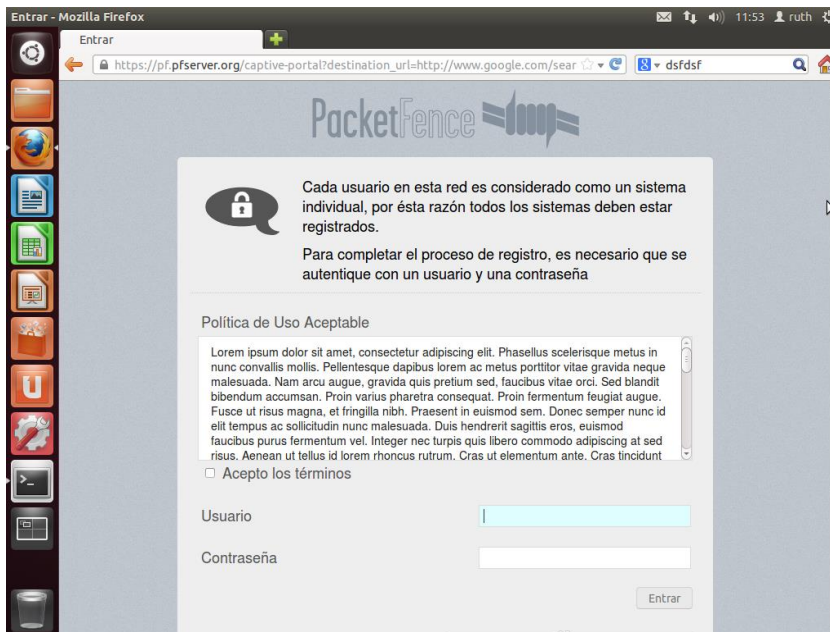 Entrar - Mozilla Firefox
11:53 ruth
Entrar
https://pf.pfserver.org/captive-portal?destination_url=http://www.google.com/sear
dsfdsf
PacketFence
Cada usuario en esta red es considerado como un sistema
individual, por ésta razón todos los sistemas deben estar
registrados.
Para completar el proceso de registro, es necesario que se
autentique con un usuario y una contraseña
Política de Uso Aceptable
Lorem ipsum dolor sit amet, consectetur adipiscing elit. Phasellus scelerisque metus in
nunc convallis mollis. Pellentesque dapibus lorem ac metus porttitor vitae gravida neque
malesuada. Nam arcu augue, gravida quis pretium sed, faucibus vitae orci. Sed blandit
bibendum accumsan. Proin varius pharetra consequat. Proin fermentum feugiat augue.
Fusce ut risus magna, et fringilla nibh. Praesent in euismod sem. Donec semper nunc id
elit tempus ac sollicitudin nunc malesuada. Duis hendrerit sagittis eros, euismod
faucibus purus fermentum vel. Integer nec turpis quis libero commodo adipiscing at sed
risus. Aenean ut tellus id lorem rhoncus rutrum. Cras ut elementum ante. Cras tincidunt
Acepto los términos
Usuario
Contraseña
Entrar